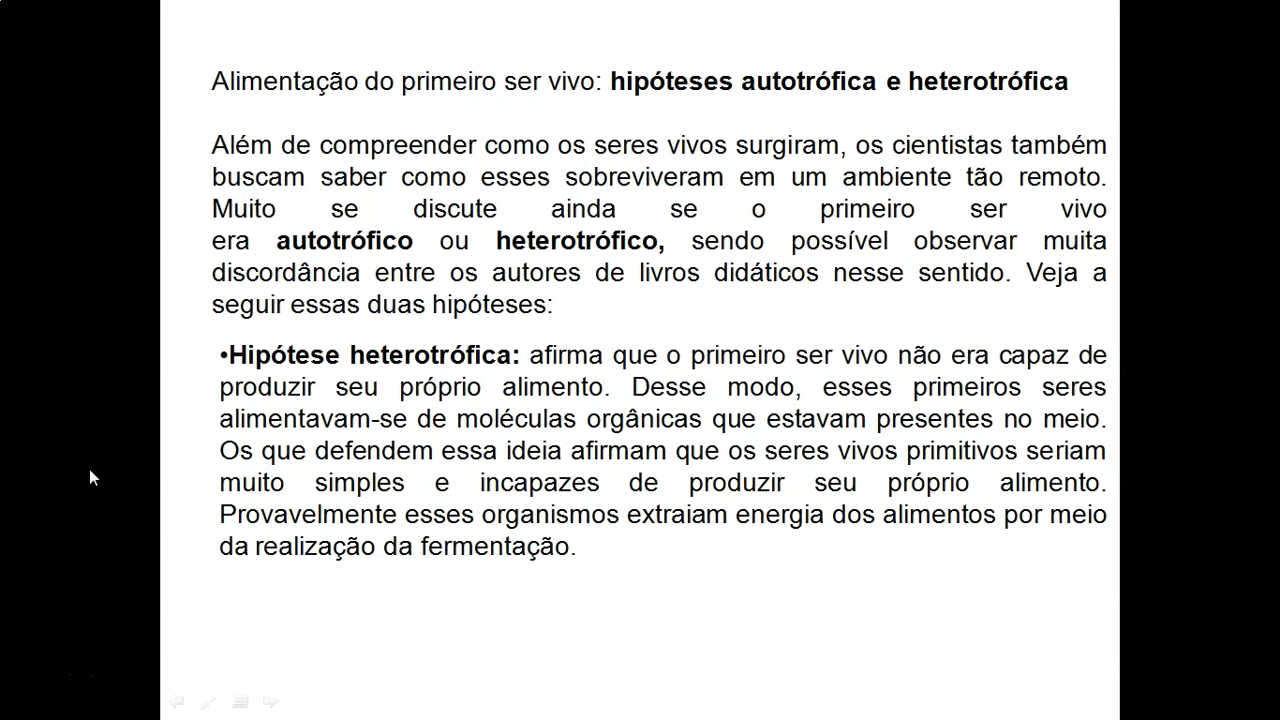 Alimentação do primeiro ser vivo: hipóteses autotrófica e heterotrófica
Além de compreender como os seres vivos surgiram, os cientistas também
buscam saber como esses sobreviveram em um ambiente tão remoto.
Muito se discute ainda se o primeiro ser vivo
era autotrófico ou heterotrófico, sendo possível observar muita
discordância entre os autores de livros didáticos nesse sentido. Veja a
seguir essas duas hipóteses:
•Hipótese heterotrófica: afirma que o primeiro ser vivo não era capaz de
produzir seu próprio alimento. Desse modo, esses primeiros seres
alimentavam-se de moléculas orgânicas que estavam presentes no meio.
Os que defendem essa ideia afirmam que os seres vivos primitivos seriam
muito simples e incapazes de produzir seu próprio alimento.
Provavelmente esses organismos extraiam energia dos alimentos por meio
da realização da fermentação.